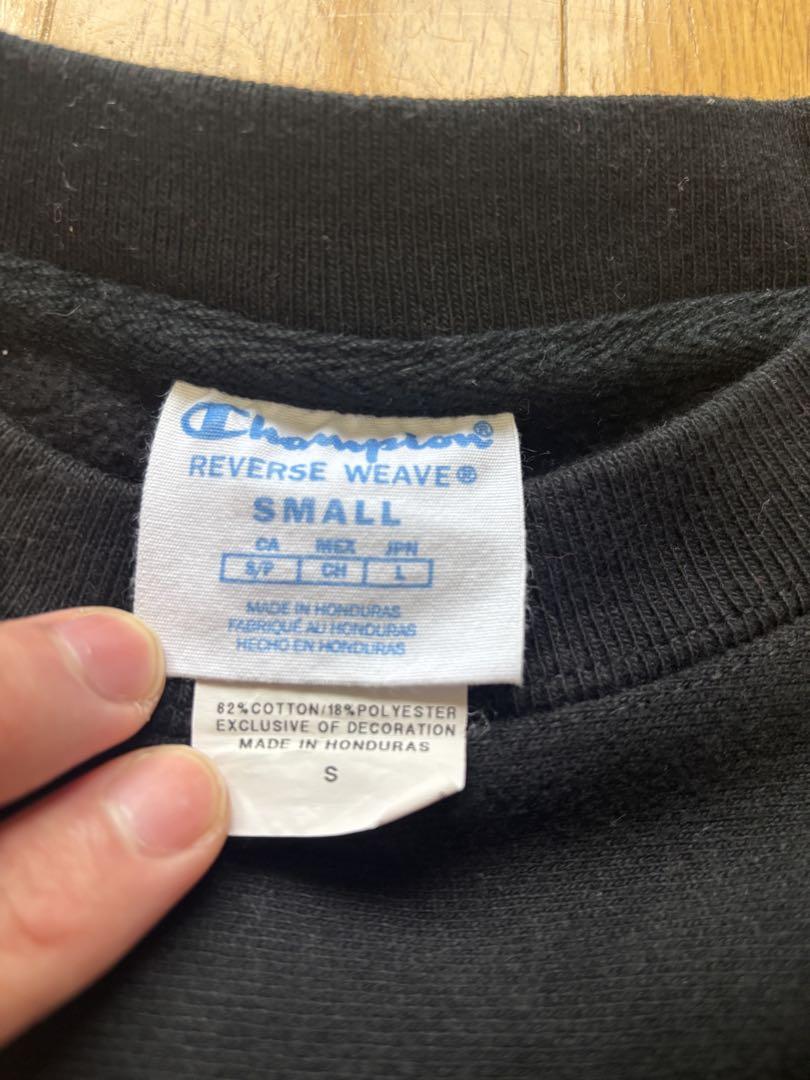 Champion®
REVERSE WEAVE®
SMALL
CA MEX JPN
S/P CH L
MADE IN HONDURAS
FABRIQUÉ AU HONDURAS
HECHO EN HONDURAS
82%COTTON/18%POLYESTER
EXCLUSIVE OF DECORATION
MADE IN HONDURAS
S